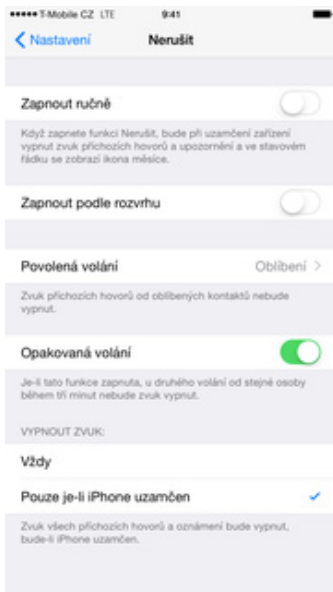 T-Mobile CZ LTE 9:41
Nastavení Nerušit
Zapnout ručně
Když zapnete funkci Nerušit, bude při uzamčení zařízení
vypnut zvuk příchozích hovorů a upozornění a ve stavovém
řádku se zobrazí ikona měsíce.
Zapnout podle rozvrhu
Povolená volání Oblíbení
Zvuk příchozích hovorů od oblíbených kontaktů nebude
vypnut.
Opakovaná volání
Je-li tato funkce zapnuta, u druhého volání od stejné osoby
během tří minut nebude zvuk vypnut.
VYPNOUT ZVUK:
Vždy
Pouze je-li iPhone uzamčen
Zvuk všech příchozích hovorů a oznámení bude vypnut,
bude-li iPhone uzamčen.